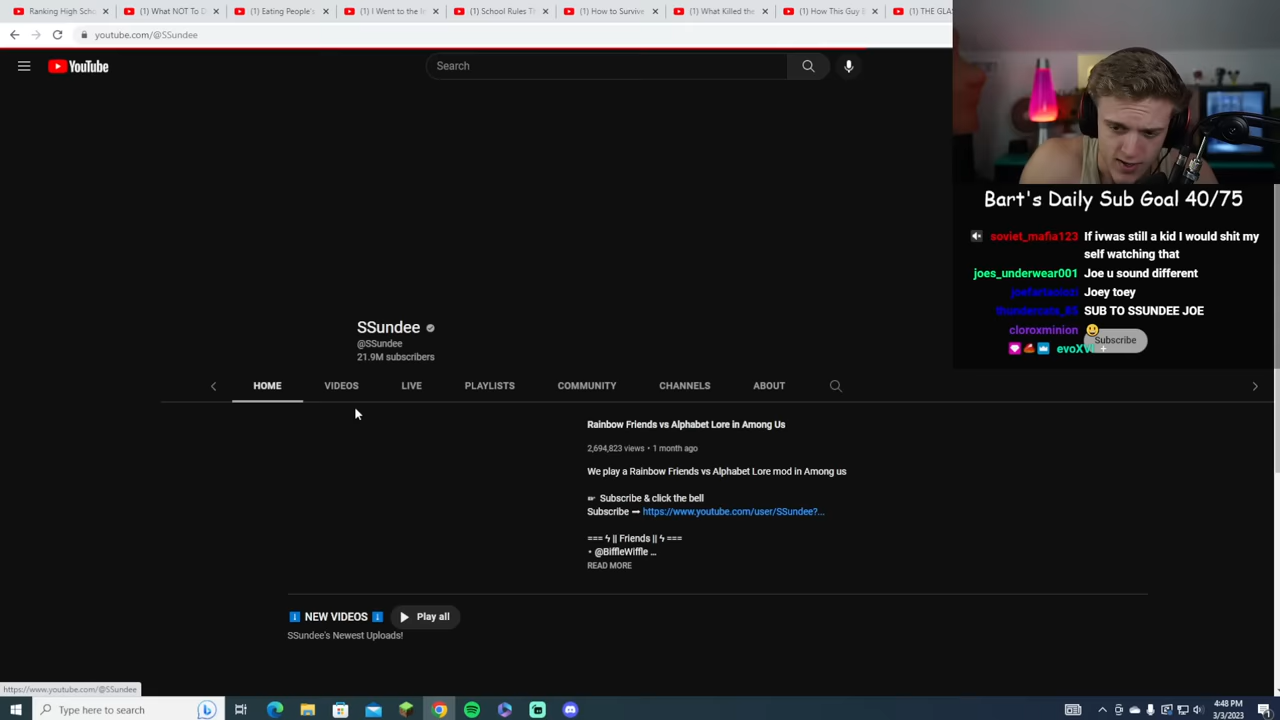 Ranking High Scho
(1) What NOT To D
(1) Eating People's
(1) I Went to the I
(1) School Rules Th
(1) How to Survive
(1) What Killed the
(1) How This Guy
(1) THE GLA
youtube.com/@SSundee
YouTube
Search
Bart's Daily Sub Goal 40/75
soviet_mafia123 If ivwas still a kid I would shit my
self watching that
joes_underwear001 Joe u sound different
Joey toey
SUB TO SSUNDEE JOE
cloroxminion
evoX
Subscribe
SSundee
@SSundee
21.9M subscribers
HOME VIDEOS LIVE PLAYLISTS COMMUNITY CHANNELS ABOUT
Rainbow Friends vs Alphabet Lore in Among Us
2,694,823 views • 1 month ago
We play a Rainbow Friends vs Alphabet Lore mod in Among us
☞ Subscribe & click the bell
Subscribe ➞ https://www.youtube.com/user/SSundee?...
=== ϟ || Friends || ϟ ===
• @BiffleWiffle ...
READ MORE
NEW VIDEOS Play all
SSundee's Newest Uploads!
https://www.youtube.com/@SSundee
Type here to search
4:48 PM
3/3/2023